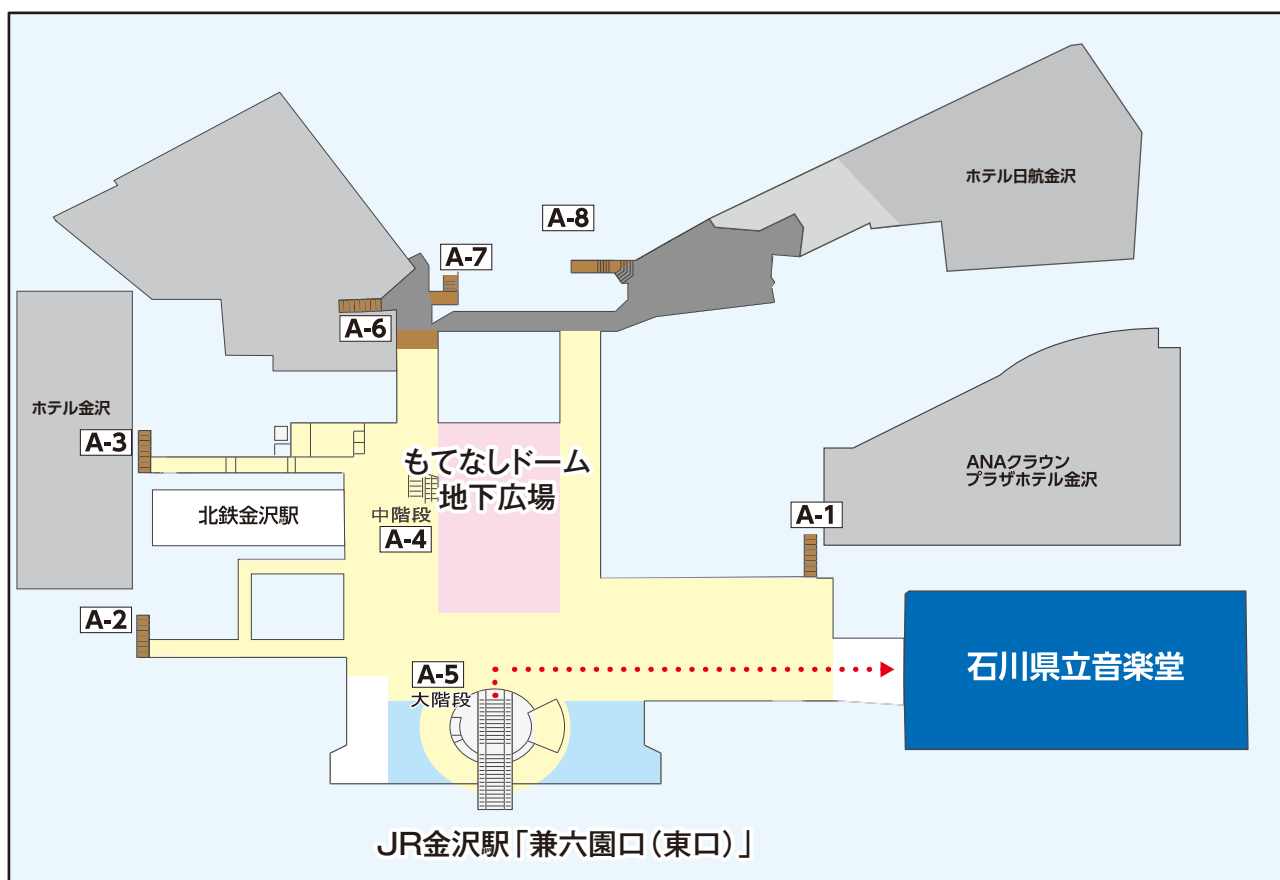 ホテル日航金沢
A-8
A-7
A-6
ホテル金沢
A-3
もてなしドーム
地下広場
ANAクラウン
プラザホテル金沢
北鉄金沢駅
中階段
A-4
A-1
A-2
石川県立音楽堂
A-5
大階段
JR金沢駅「兼六園口(東口)」